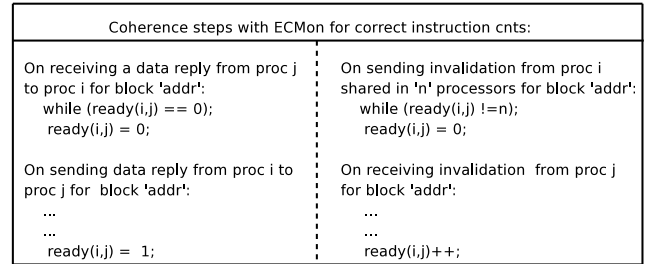 Coherence steps with ECMon for correct instruction cnts:
On receiving a data reply from proc j
to proc i for block 'addr':
while (ready(i,j) == 0);
ready(i,j) = 0;
On sending data reply from proc i to
proc j for block 'addr':
...
...
ready(i,j) = 1;
On sending invalidation from proc i
shared in 'n' processors for block 'addr':
while (ready(i,j) !=n);
ready(i,j) = 0;
On receiving invalidation from proc j
for block 'addr':
...
...
ready(i,j)++;